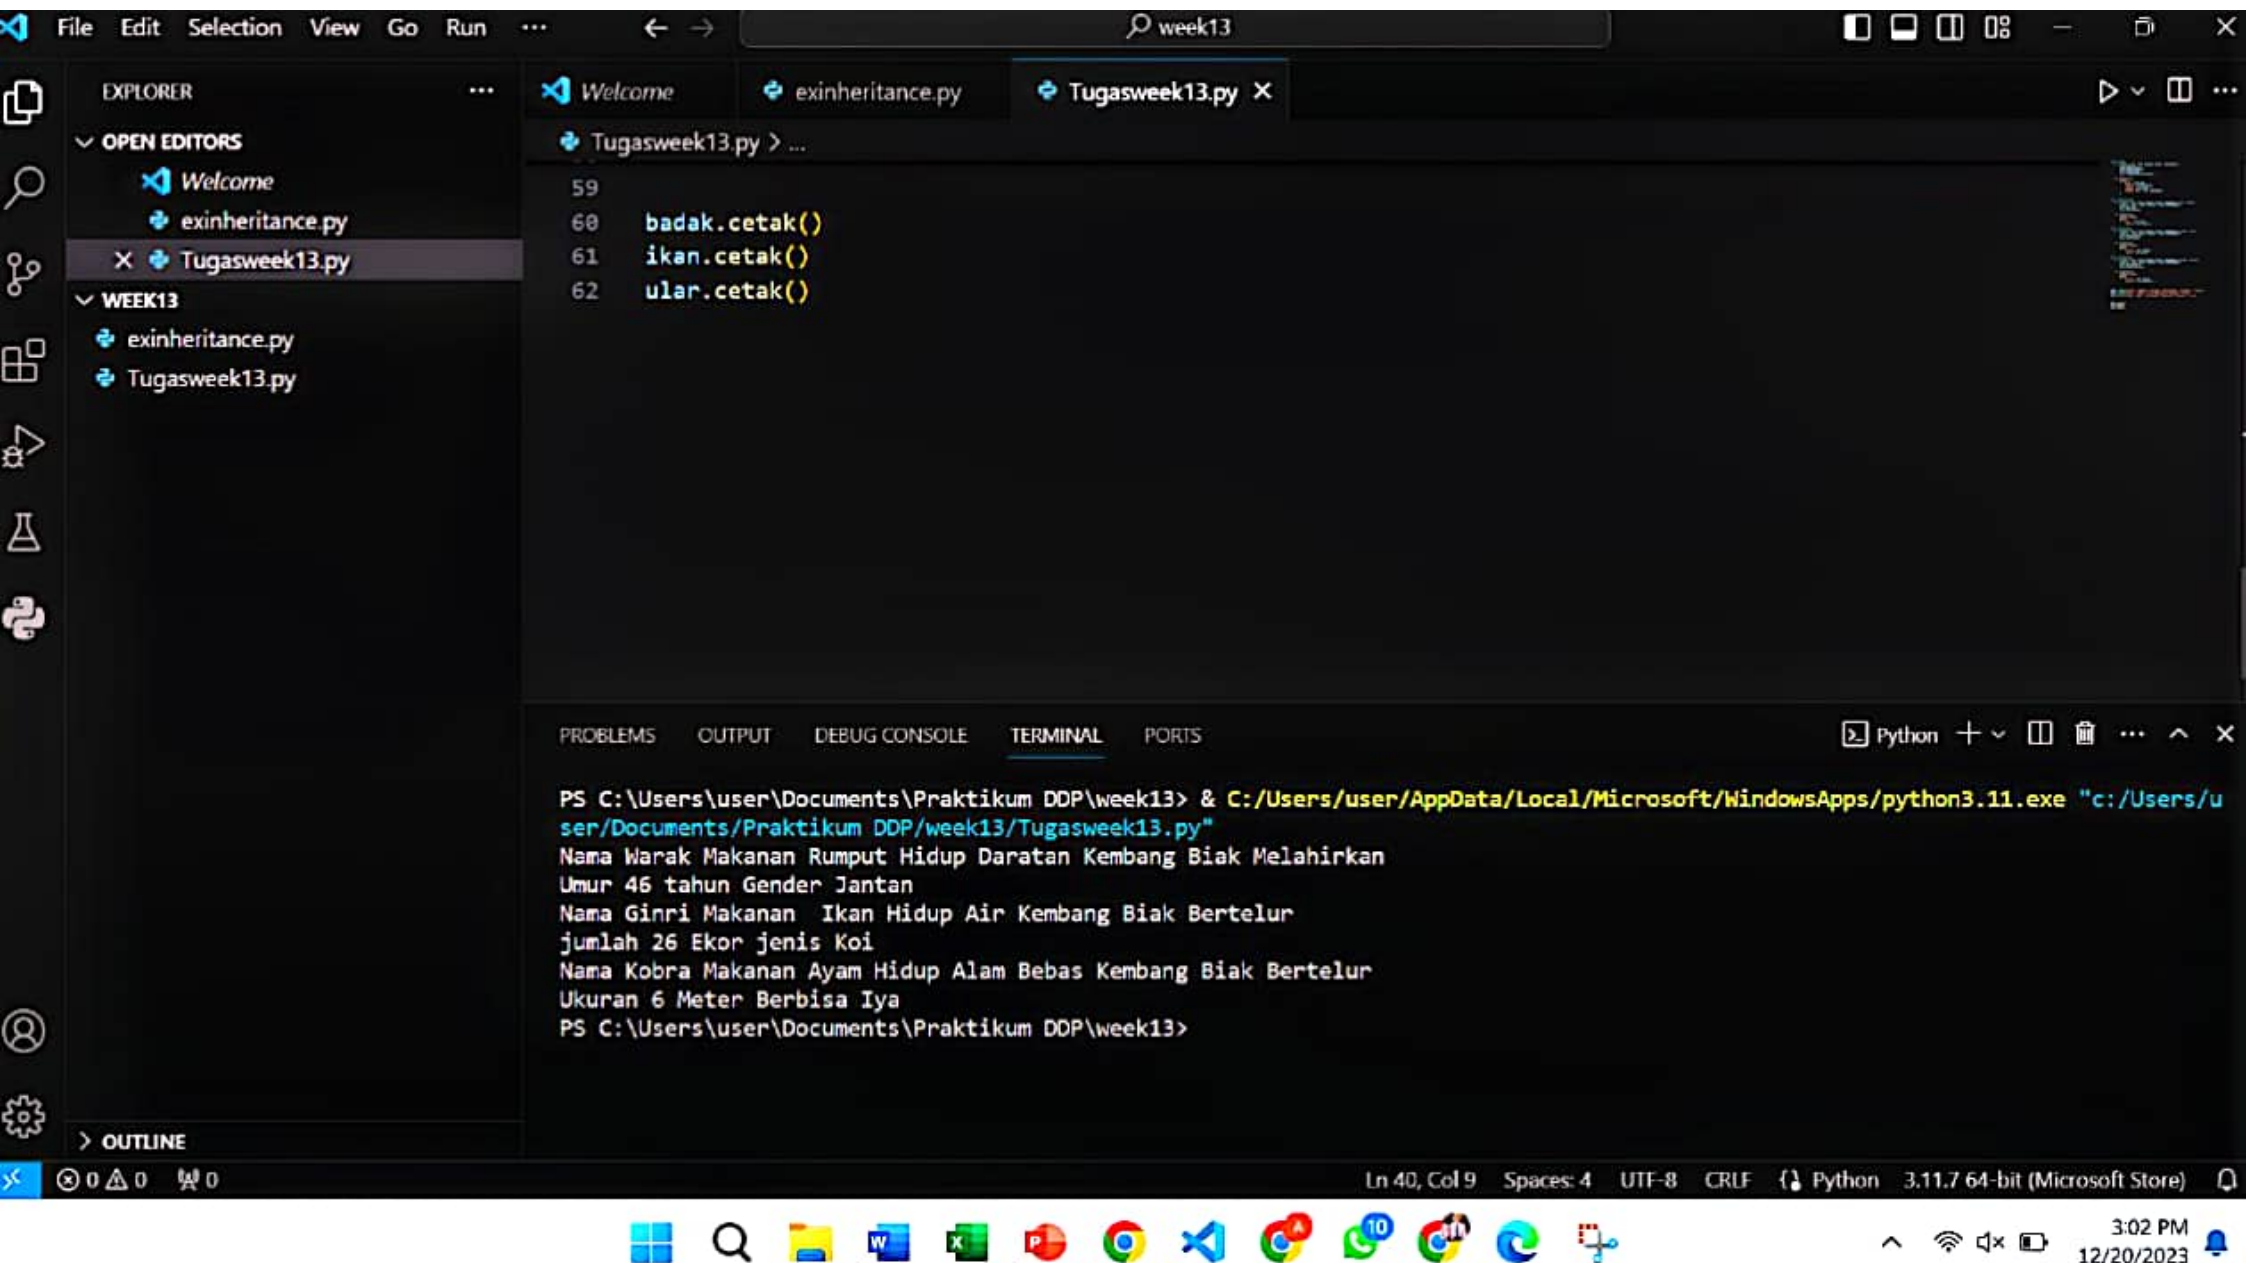 File Edit Selection View Go Run ... week13
EXPLORER ...
OPEN EDITORS
Welcome
exinheritance.py
Tugasweek13.py
WEEK13
exinheritance.py
Tugasweek13.py
OUTLINE
Welcome exinheritance.py Tugasweek13.py
Tugasweek13.py > ...
59
60 badak.cetak()
61 ikan.cetak()
62 ular.cetak()
PROBLEMS OUTPUT DEBUG CONSOLE TERMINAL PORTS Python
PS C:\Users\user\Documents\Praktikum DDP\week13> & C:/Users/user/AppData/Local/Microsoft/WindowsApps/python3.11.exe "c:/Users/u
ser/Documents/Praktikum DDP/week13/Tugasweek13.py"
Nama Warak Makanan Rumput Hidup Daratan Kembang Biak Melahirkan
Umur 46 tahun Gender Jantan
Nama Ginri Makanan  Ikan Hidup Air Kembang Biak Bertelur
jumlah 26 Ekor jenis Koi
Nama Kobra Makanan Ayam Hidup Alam Bebas Kembang Biak Bertelur
Ukuran 6 Meter Berbisa Iya
PS C:\Users\user\Documents\Praktikum DDP\week13>
0 0 0 Ln 40, Col 9 Spaces: 4 UTF-8 CRLF Python 3.11.7 64-bit (Microsoft Store)
W X P A 10
3:02 PM
12/20/2023